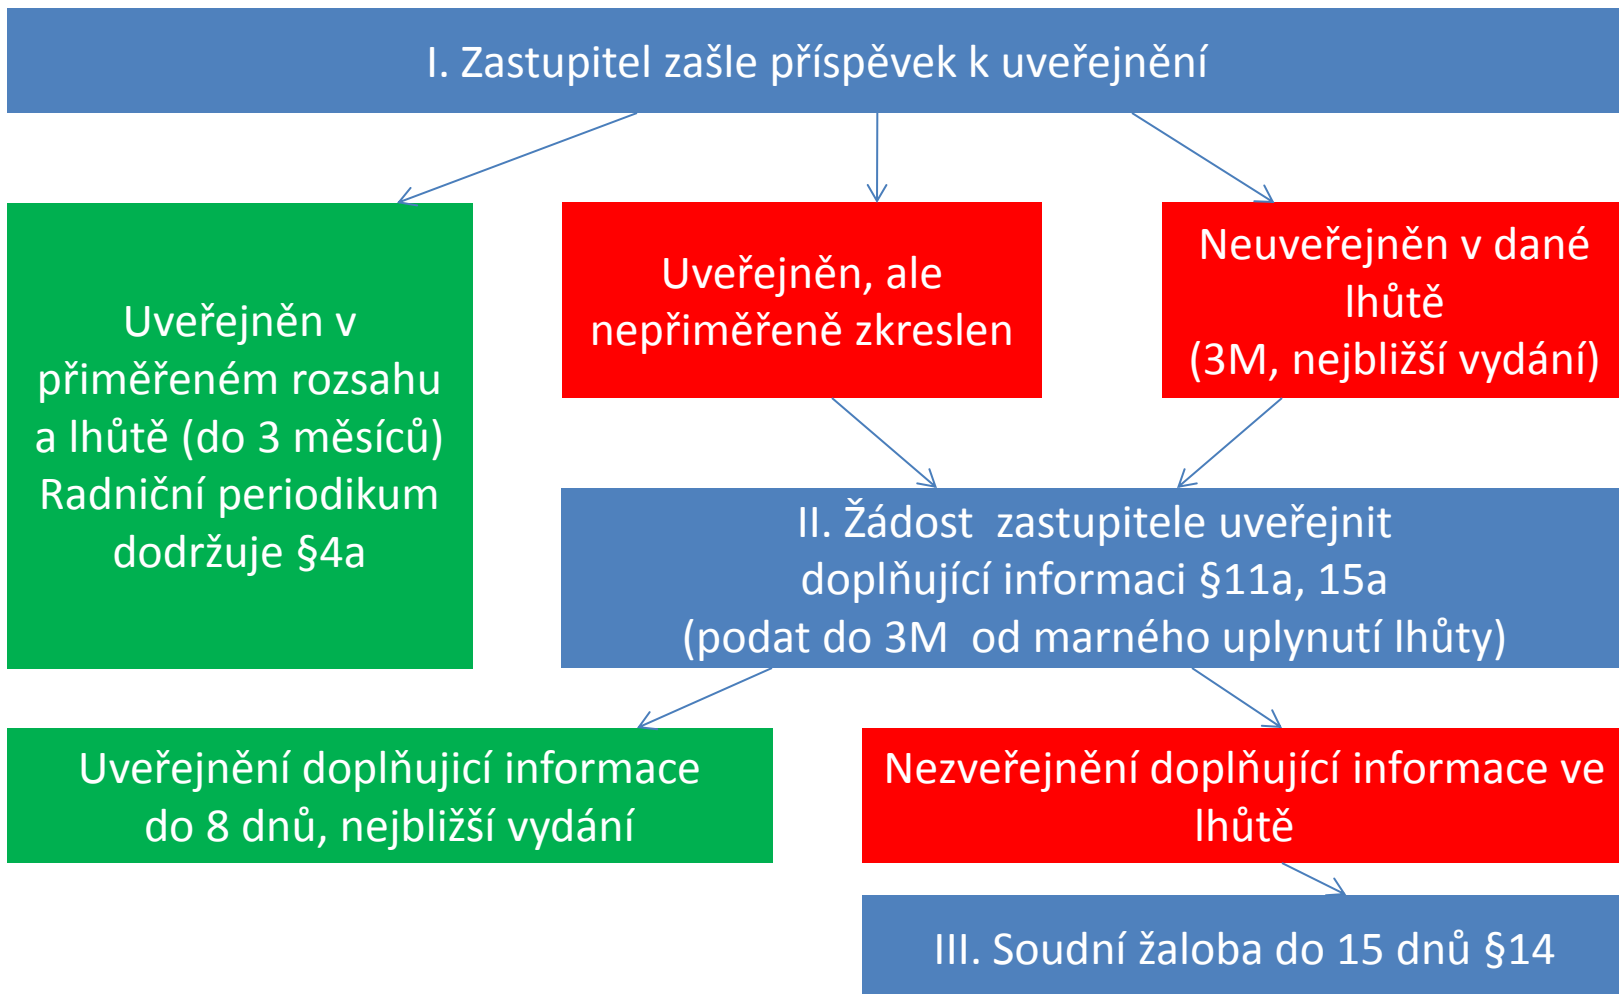 I. Zastupitel zašle příspěvek k uveřejnění
Uveřejněn v
přiměřeném rozsahu
a lhůtě (do 3 měsíců)
Radniční periodikum
dodržuje §4a
Uveřejněn, ale
nepřiměřeně zkreslen
Neuveřejněn v dané
lhůtě
(3M, nejbližší vydání)
II. Žádost zastupitele uveřejnit
doplňující informaci §11a, 15a
(podat do 3M od marného uplynutí lhůty)
Uveřejnění doplňujicí informace
do 8 dnů, nejbližší vydání
Nezveřejnění doplňující informace ve
lhůtě
III. Soudní žaloba do 15 dnů §14